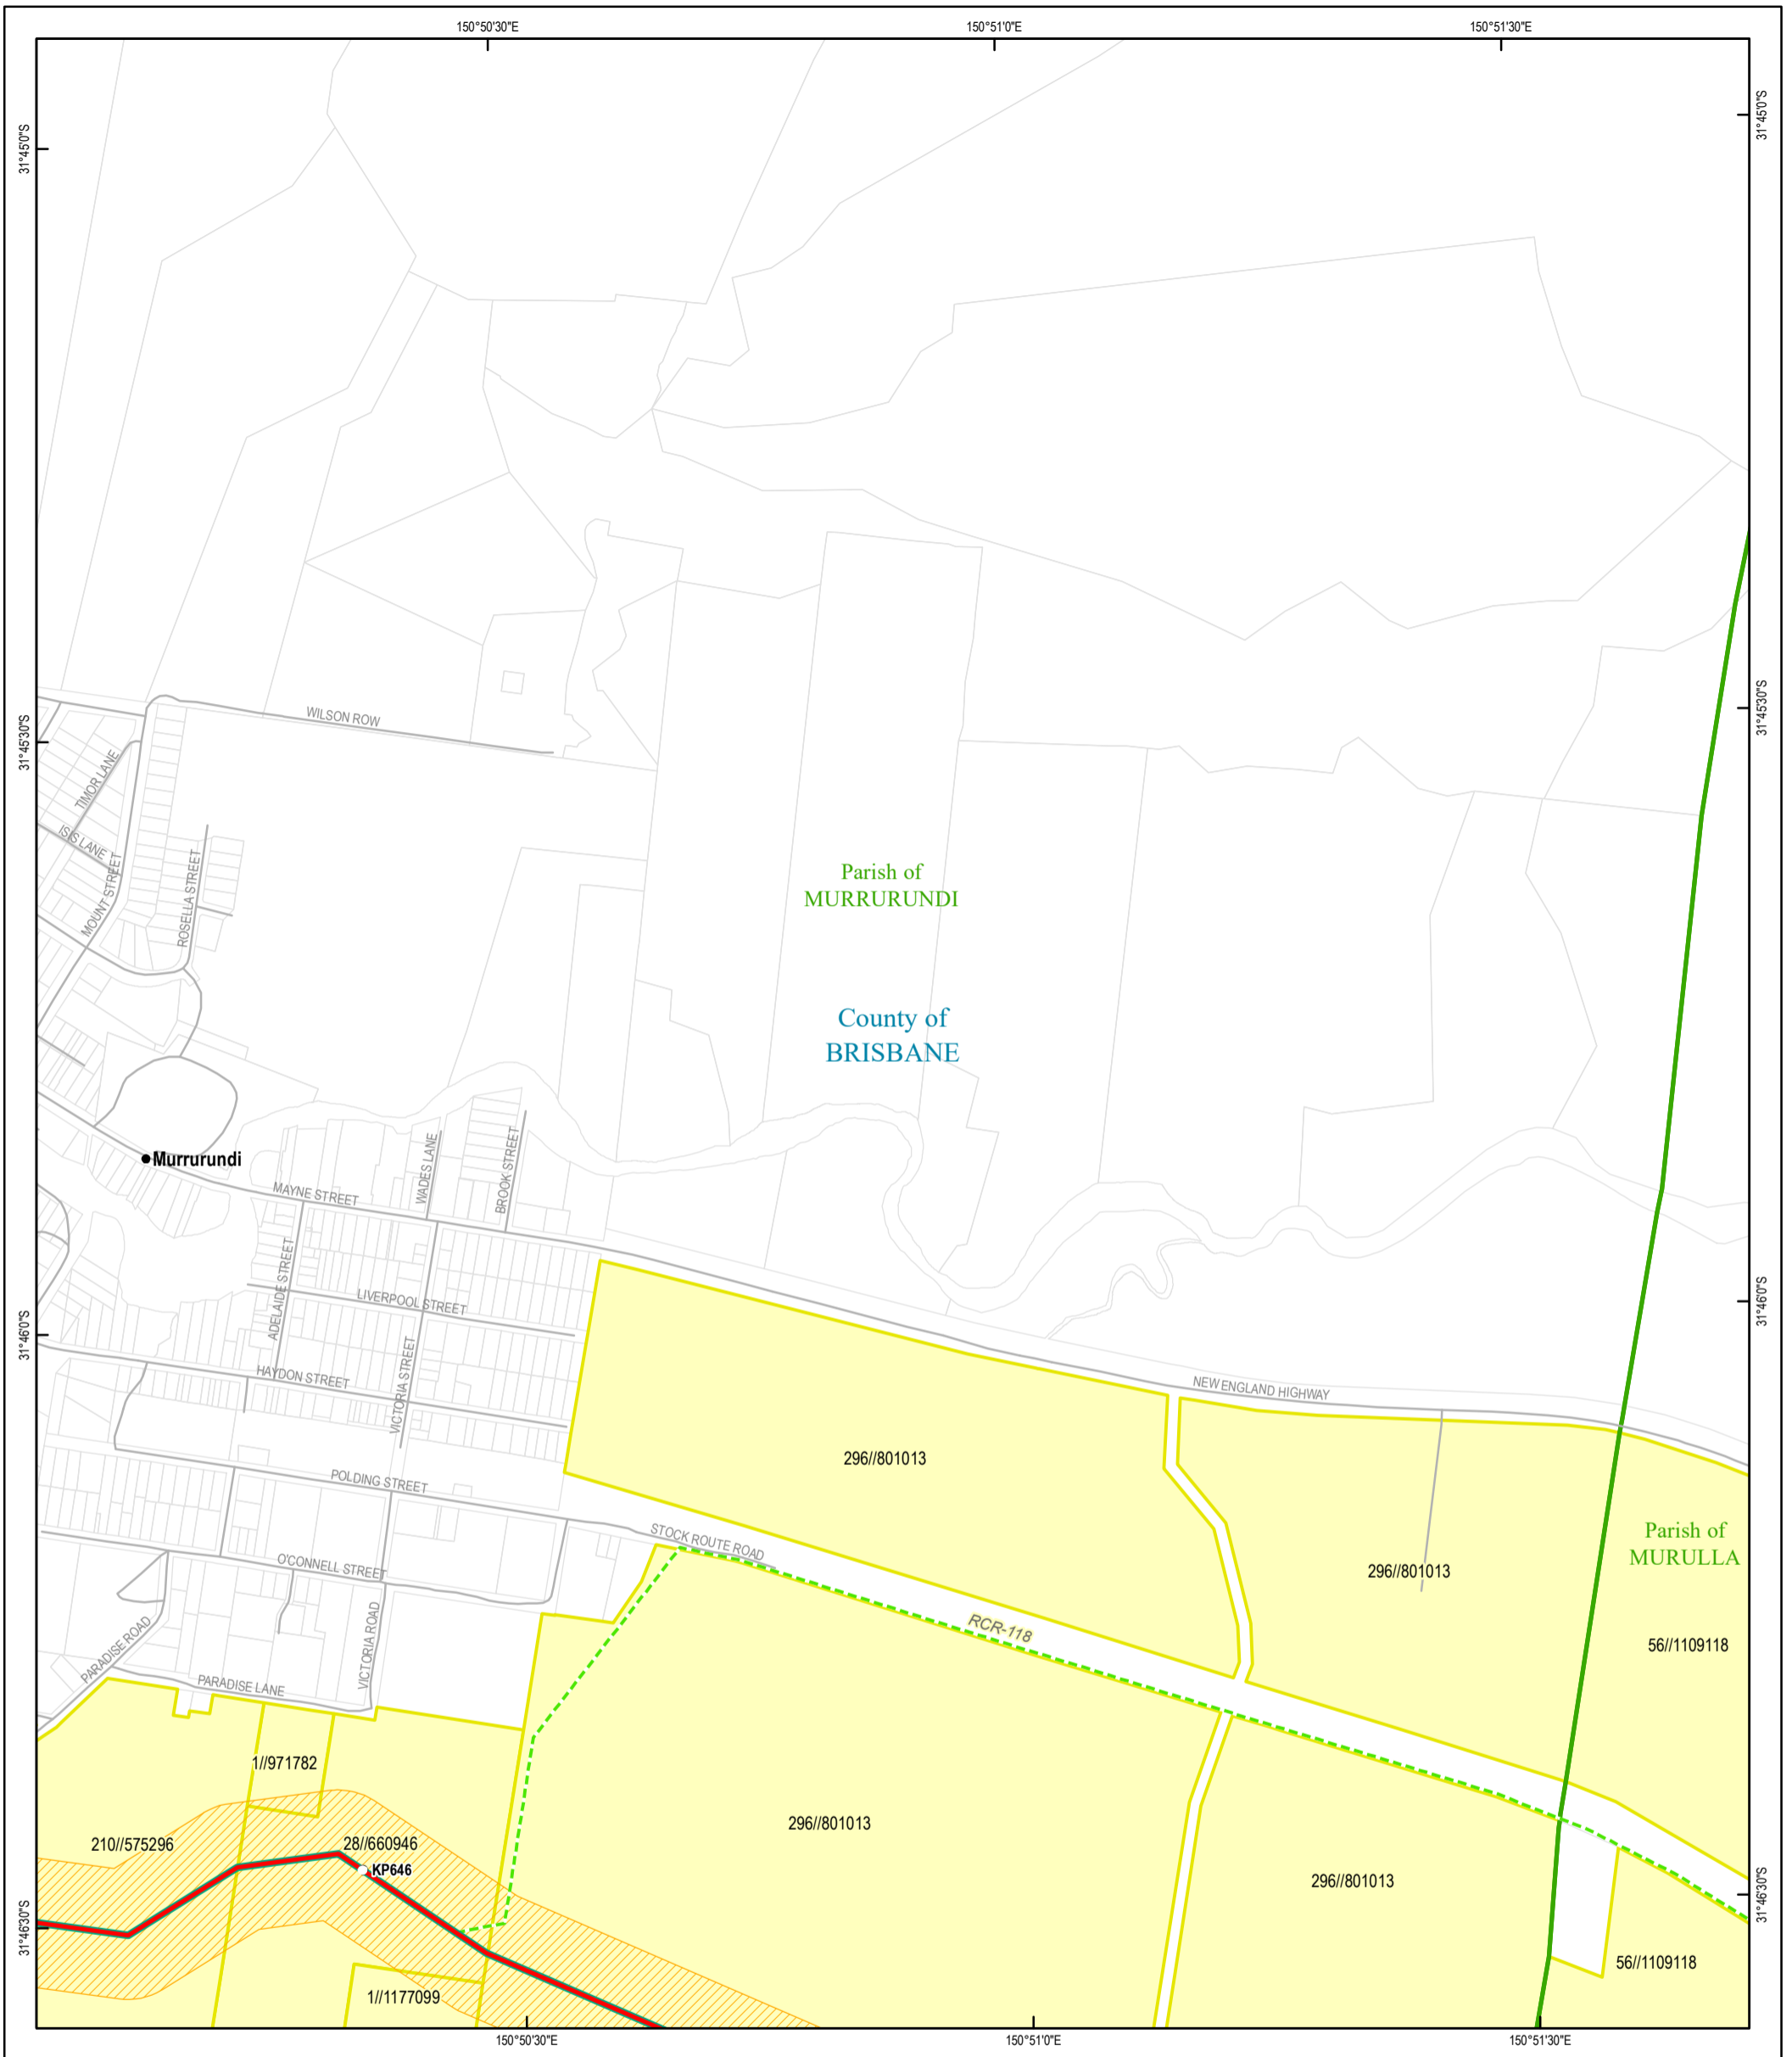 150°50'30"E
150°51'0"E
150°51'30"E
31°45'0"S
31°45'0"S
31°45'30"S
31°45'30"S
WILSON ROW
TIMOR LANE
ISIS LANE
MOUNT STREET
ROSELLA STREET
Parish of
MURRURUNDI
County of
BRISBANE
Murrurundi
MAYNE STREET
WADES LANE
BROOK STREET
ADELAIDE STREET
LIVERPOOL STREET
31°46'0"S
31°46'0"S
HAYDON STREET
VICTORIA STREET
NEW ENGLAND HIGHWAY
296//801013
POLDING STREET
STOCK ROUTE ROAD
Parish of
MURULLA
296//801013
O'CONNELL STREET
RCR-118
56//1109118
PARADISE ROAD
VICTORIA ROAD
PARADISE LANE
1//971782
296//801013
210//575296
28//660946
KP646
296//801013
31°46'30"S
31°46'30"S
56//1109118
1//1177099
150°50'30"E
150°51'0"E
150°51'30"E